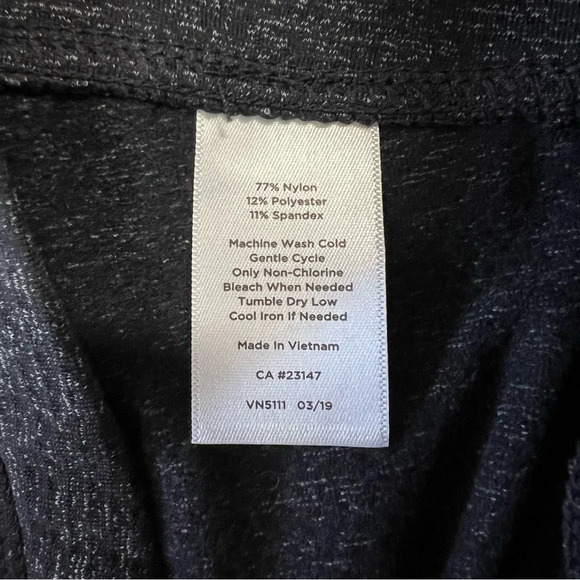 77% Nylon
12% Polyester
11% Spandex
Machine Wash Cold
Gentle Cycle
Only Non-Chlorine
Bleach When Needed
Tumble Dry Low
Cool Iron If Needed
Made In Vietnam
CA #23147
VN5111 03/19